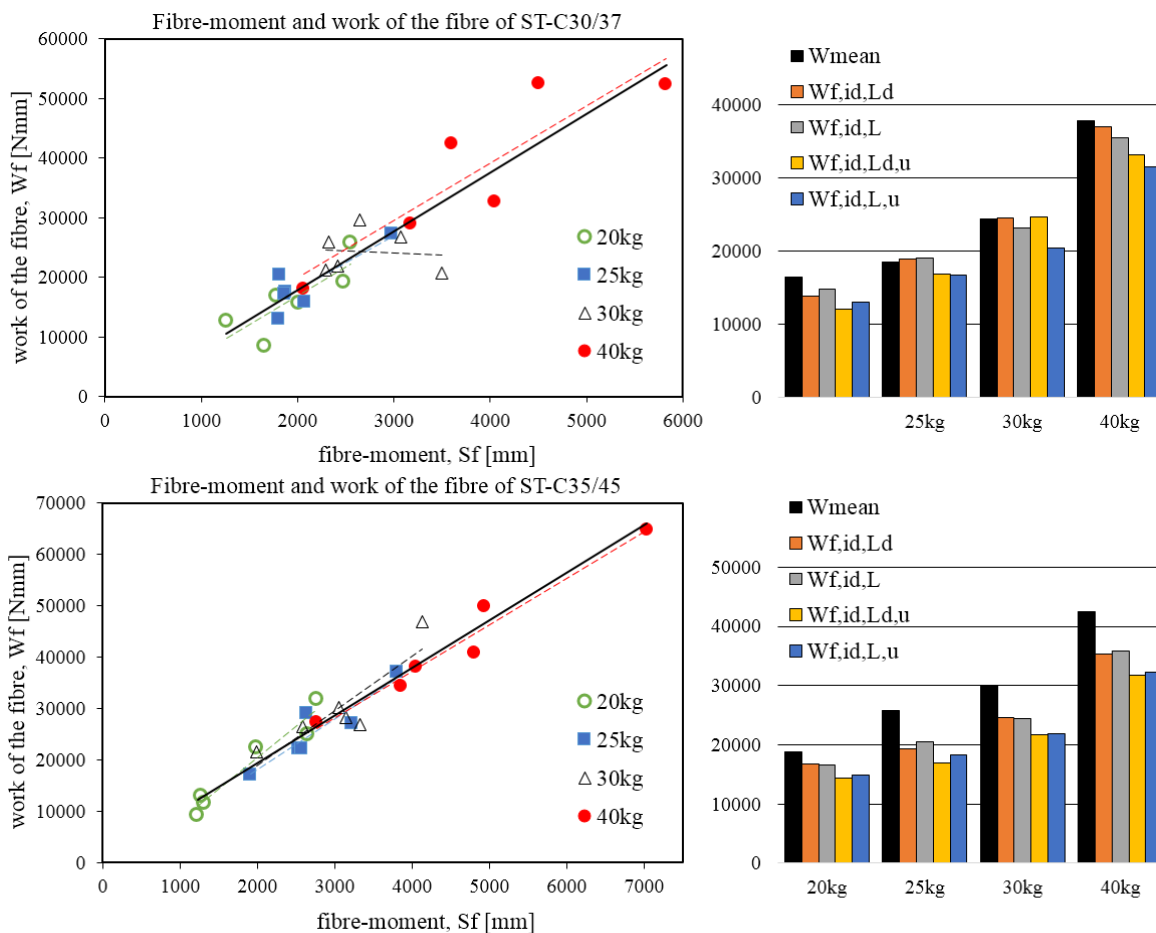 Fibre-moment and work of the fibre of ST-C30/37
work of the fibre, Wf [Nmm]
60000
50000
40000
30000
20000
10000
0
0 1000 2000 3000 4000 5000 6000
fibre-moment, Sf [mm]
20kg
25kg
30kg
40kg
Wmean
Wf,id,Ld
Wf,id,L
Wf,id,Ld,u
Wf,id,L,u
40000
30000
20000
10000
0
25kg 30kg 40kg
Fibre-moment and work of the fibre of ST-C35/45
work of the fibre, Wf [Nmm]
70000
60000
50000
40000
30000
20000
10000
0
0 1000 2000 3000 4000 5000 6000 7000
fibre-moment, Sf [mm]
20kg
25kg
30kg
40kg
Wmean
Wf,id,Ld
Wf,id,L
Wf,id,Ld,u
Wf,id,L,u
50000
40000
30000
20000
10000
0
20kg 25kg 30kg 40kg